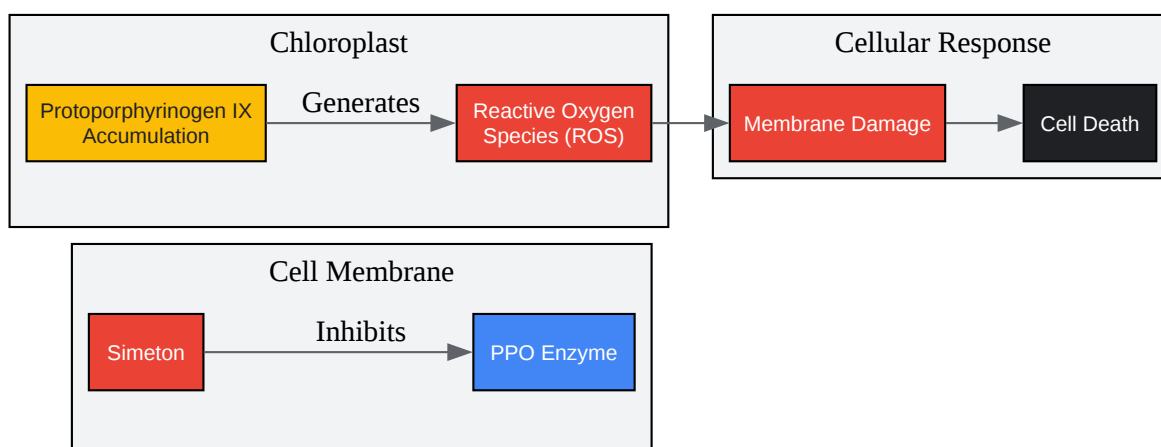 Chloroplast
Protoporphyrinogen IX
Accumulation
Generates
Reactive Oxygen
Species (ROS)
Cellular Response
Membrane Damage
Cell Death
Cell Membrane
Simeton
Inhibits
PPO Enzyme